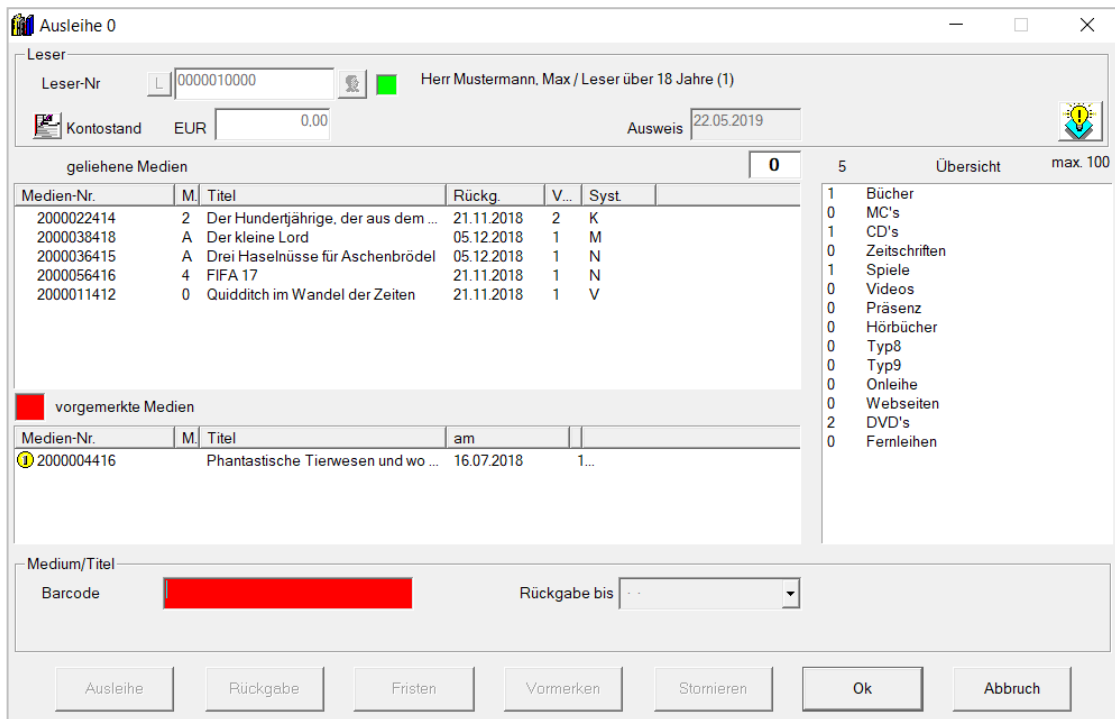 Ausleihe 0
Leser
Leser-Nr L 0000010000 Herr Mustermann, Max / Leser über 18 Jahre (1)
Kontostand EUR 0,00 Ausweis 22.05.2019
geliehene Medien 0 5 Übersicht max. 100
Medien-Nr. M. Titel Rückg. V... Syst.
2000022414 2 Der Hundertjährige, der aus dem ... 21.11.2018 2 K
2000038418 A Der kleine Lord 05.12.2018 1 M
2000036415 A Drei Haselnüsse für Aschenbrödel 05.12.2018 1 N
2000056416 4 FIFA 17 21.11.2018 1 N
2000011412 0 Quidditch im Wandel der Zeiten 21.11.2018 1 V
1 Bücher
0 MC's
1 CD's
0 Zeitschriften
1 Spiele
0 Videos
0 Präsenz
0 Hörbücher
0 Typ8
0 Typ9
0 Onleihe
0 Webseiten
2 DVD's
0 Fernleihen
vorgemerkte Medien
Medien-Nr. M. Titel am
1 2000004416 Phantastische Tierwesen und wo ... 16.07.2018 1...
Medium/Titel
Barcode Rückgabe bis . .
Ausleihe Rückgabe Fristen Vormerken Stornieren Ok Abbruch